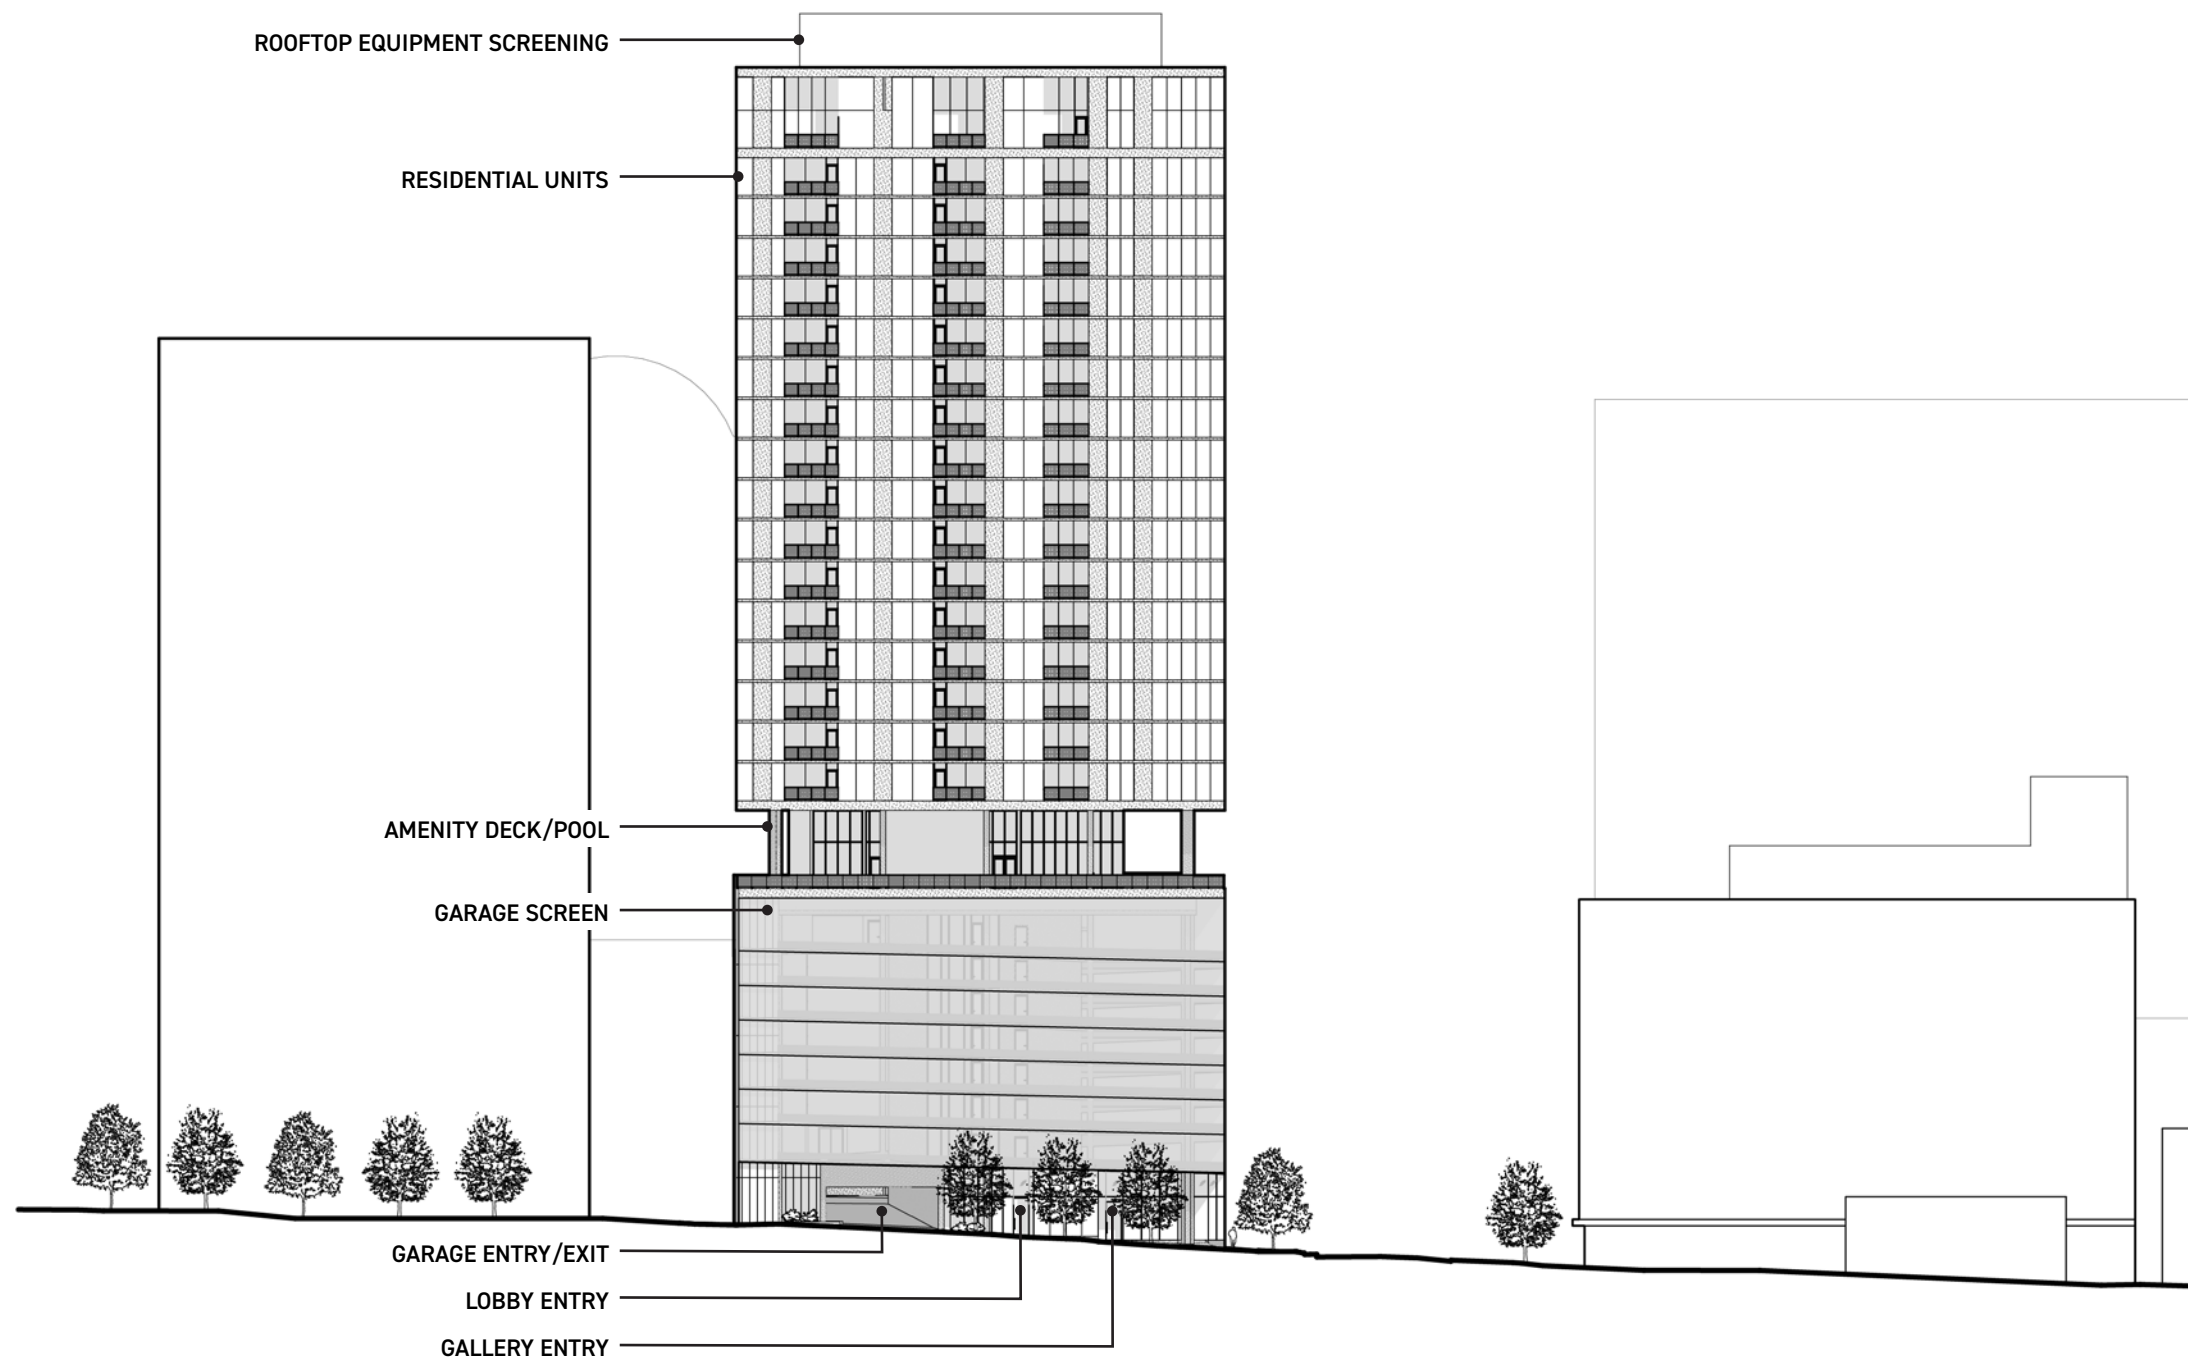 ROOFTOP EQUIPMENT SCREENING
RESIDENTIAL UNITS
AMENITY DECK/POOL
GARAGE SCREEN
GARAGE ENTRY/EXIT
LOBBY ENTRY
GALLERY ENTRY